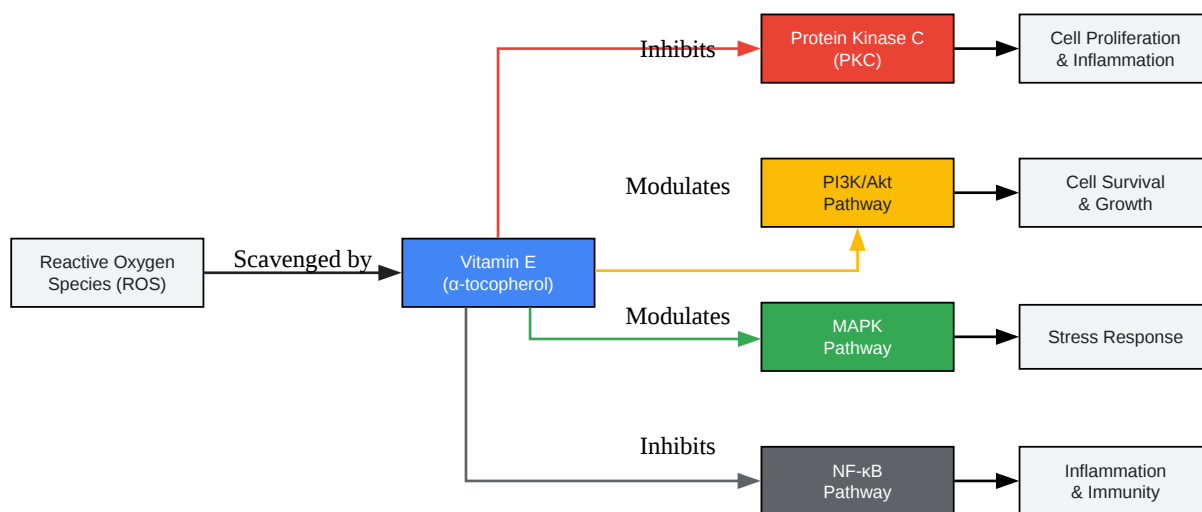 Inhibits
Protein Kinase C
(PKC)
Cell Proliferation
& Inflammation
Modulates
PI3K/Akt
Pathway
Cell Survival
& Growth
Reactive Oxygen
Species (ROS)
Scavenged by
Vitamin E
(α-tocopherol)
Modulates
MAPK
Pathway
Stress Response
Inhibits
NF-κB
Pathway
Inflammation
& Immunity